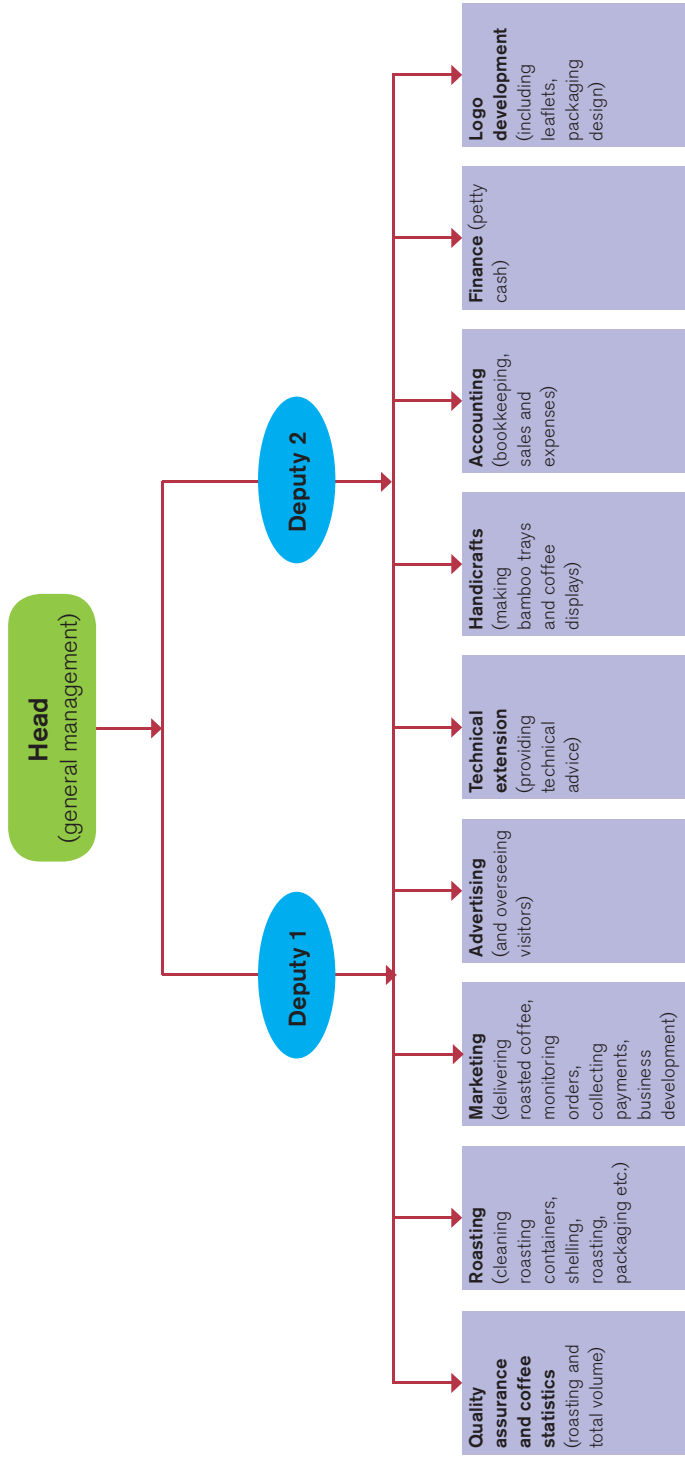 Head
(general management)
Deputy 1
Deputy 2
Quality
assurance
and coffee
statistics
(roasting and
total volume)
Roasting
(cleaning
roasting
containers,
shelling,
roasting,
packaging etc.)
Marketing
(delivering
roasted coffee,
monitoring
orders,
collecting
payments,
business
development)
Advertising
(and overseeing
visitors)
Technical
extension
(providing
technical
advice)
Handicrafts
(making
bamboo trays
and coffee
displays)
Accounting
(bookkeeping,
sales and
expenses)
Finance (petty
cash)
Logo
development
(including
leaflets,
packaging
design)